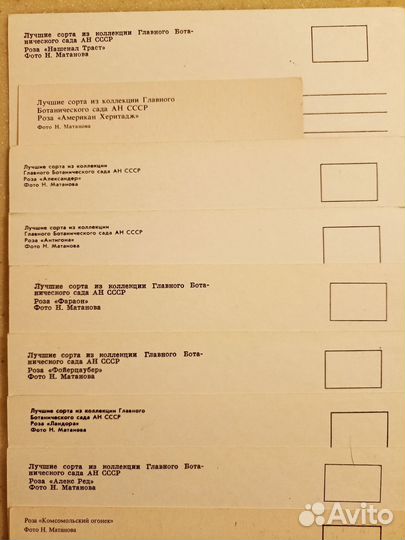 Лучшие сорта из коллекции Главного Бота-
нического сада АН СССР
Роза «Нашенал Траст»
Фото Н. Матанова
Лучшие сорта из коллекции Главного
Ботанического сада АН СССР
Роза «Американ Херитадж»
Фото Н. Матанова
Лучшие сорта из коллекции
Главного Ботанического сада АН СССР
Роза «Александер»
Фото Н. Матанова
Лучшие сорта из коллекции
Главного Ботанического сада АН СССР
Роза «Антигона»
Фото Н. Матанова
Лучшие сорта из коллекции Главного Бота-
нического сада АН СССР
Роза «Фараон»
Фото Н. Матанова
Лучшие сорта из коллекции Главного Бота-
нического сада АН СССР
Роза «Фойерцаубер»
Фото Н. Матанова
Лучшие сорта из коллекции Главного
Ботанического сада АН СССР
Роза «Ландора»
Фото Н. Матанова
Лучшие сорта из коллекции Главного Бота-
нического сада АН СССР
Роза «Алекс Ред»
Фото Н. Матанова
Роза «Комсомольский огонек»
Фото Н. Матанова
Avito